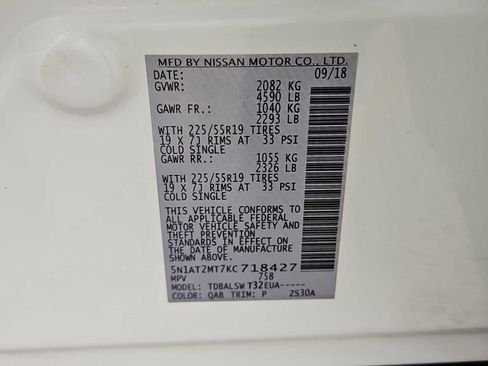 MFD BY NISSAN MOTOR CO., LTD.
DATE: 09/18
GVWR: 2082 KG
4590 LB
GAWR FR.: 1040 KG
2293 LB
WITH 225/55R19 TIRES
19 X 7J RIMS AT 33 PSI
COLD SINGLE
GAWR RR.: 1055 KG
2326 LB
WITH 225/55R19 TIRES
19 X 7J RIMS AT 33 PSI
COLD SINGLE
THIS VEHICLE CONFORMS TO
ALL APPLICABLE FEDERAL
MOTOR VEHICLE SAFETY AND
THEFT PREVENTION
STANDARDS IN EFFECT ON
THE DATE OF MANUFACTURE
SHOWN ABOVE.
5N1AT2MT7KC718427
MPV 758
MODEL: TDBALSW T32EUA-----
COLOR: QAB TRIM: P ZS30A